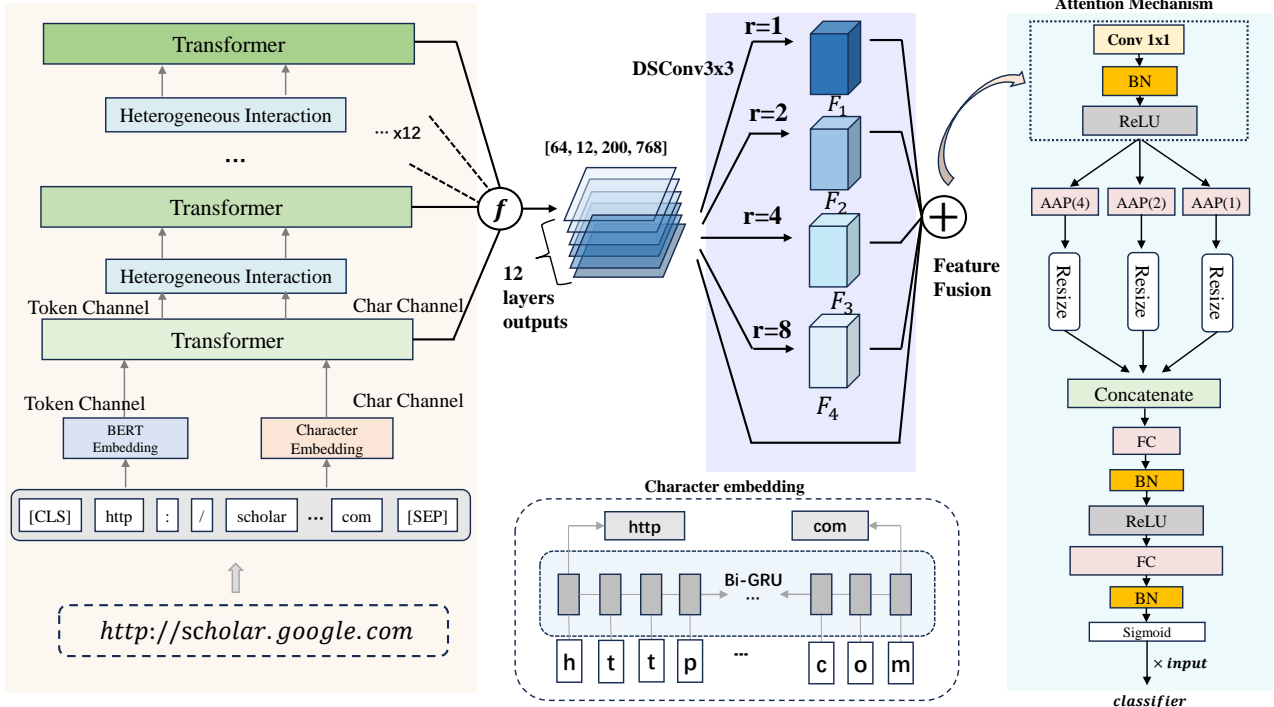 Transformer
Heterogeneous Interaction
... x12
...
Transformer
Heterogeneous Interaction
Token Channel
Char Channel
Transformer
Token Channel
Char Channel
BERT
Embedding
Character
Embedding
[CLS] http : / scholar ... com [SEP]
http://scholar.google.com
f
[64, 12, 200, 768]
12
layers
outputs
DSConv3x3
r=1
F1
r=2
F2
r=4
F3
r=8
F4
+
Feature
Fusion
Character embedding
http
com
Bi-GRU
...
h t t p ... c o m
Attention Mechanism
Conv 1x1
BN
ReLU
AAP(4) AAP(2) AAP(1)
Resize Resize Resize
Concatenate
FC
BN
ReLU
FC
BN
Sigmoid
× input
classifier